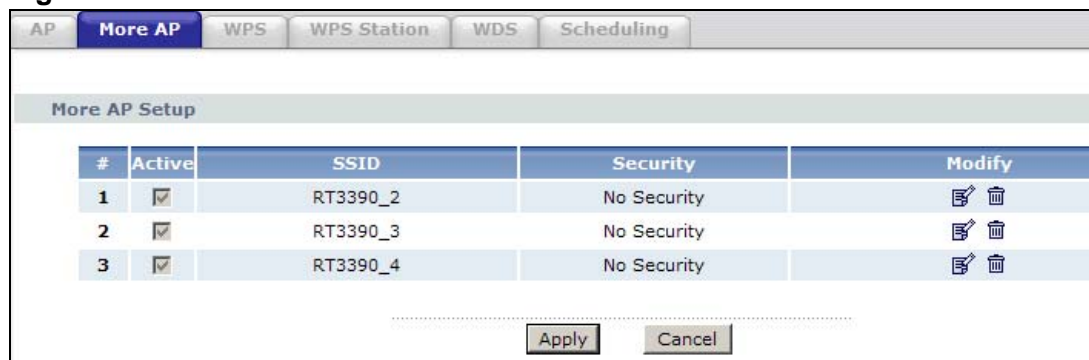 AP More AP WPS WPS Station WDS Scheduling
More AP Setup
# Active SSID Security Modify
1 RT3390_2 No Security
2 RT3390_3 No Security
3 RT3390_4 No Security
Apply Cancel